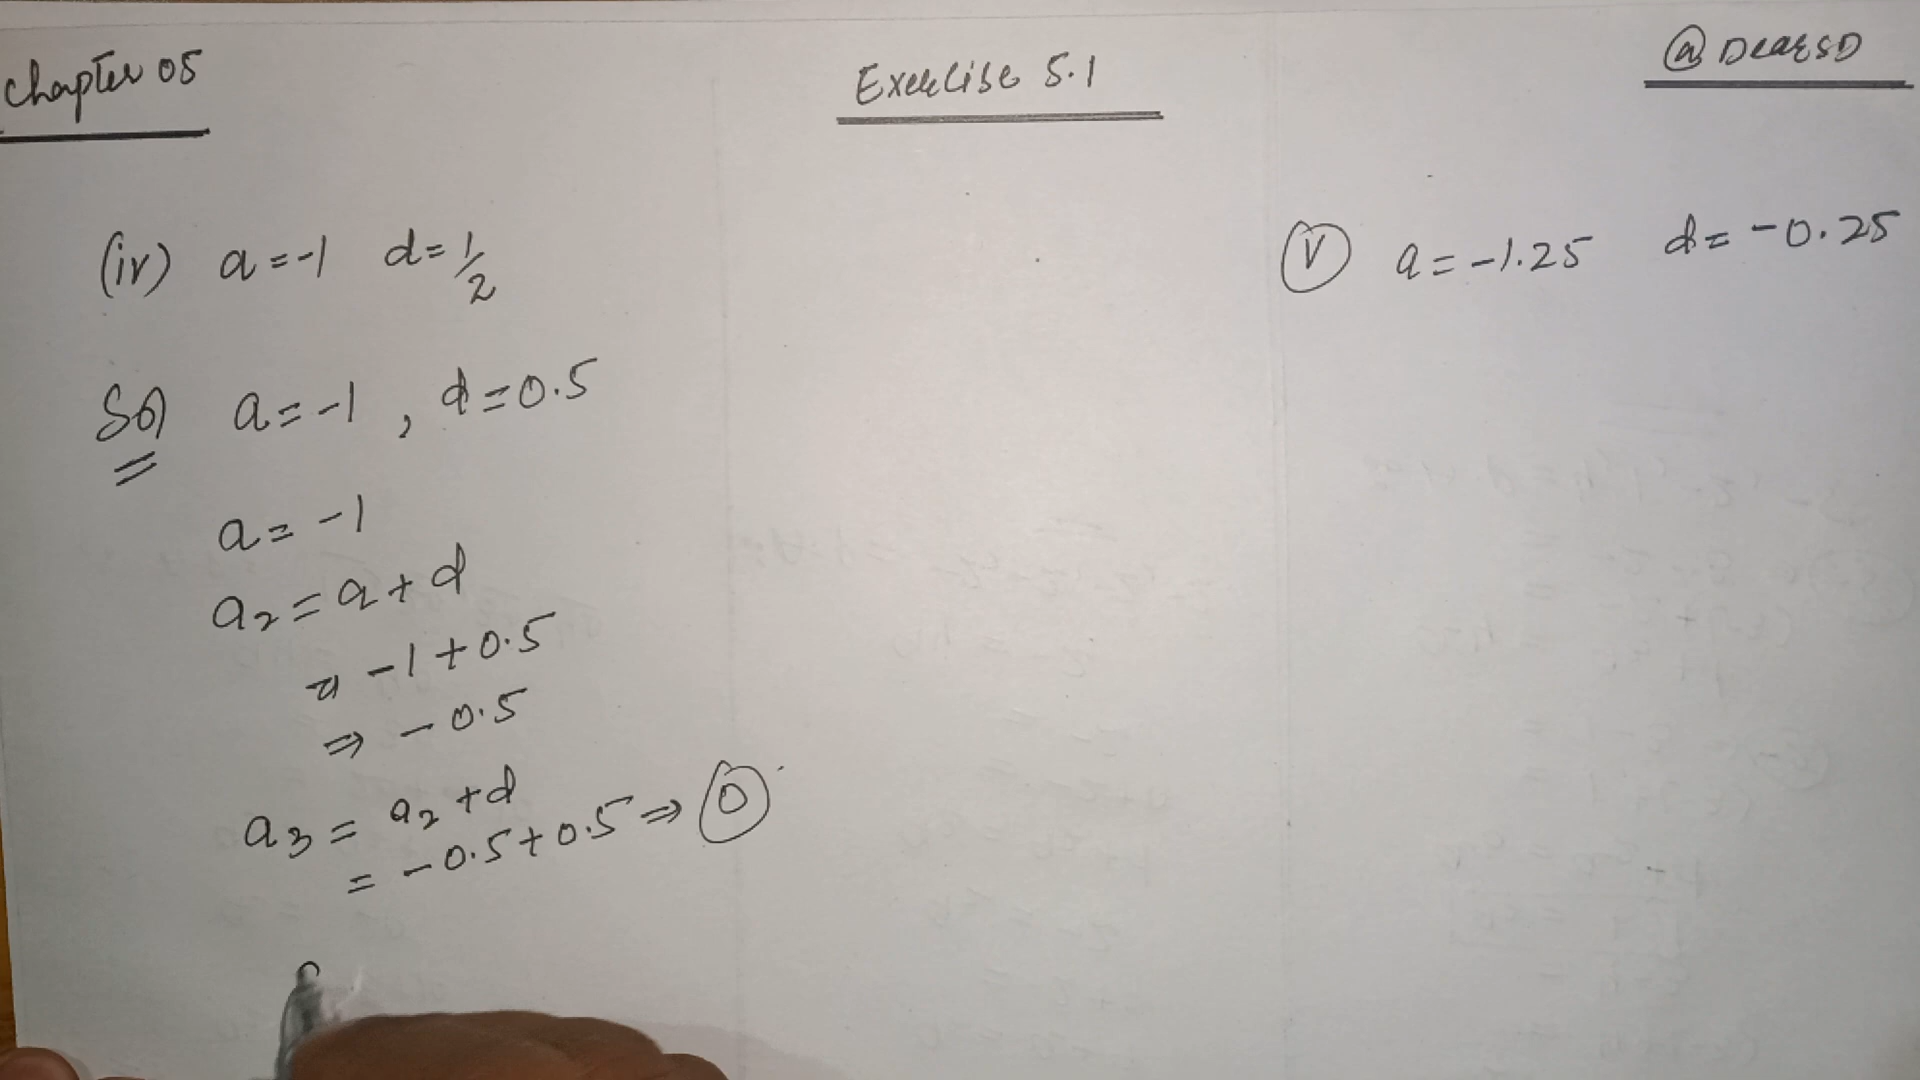 Chapter 05
Exercise 5.1
@ DearSD
(iv) a = -1 d = 1/2
Sol a = -1 , d = 0.5
a = -1
a2 = a + d
⇒ -1 + 0.5
⇒ -0.5
a3 = a2 + d
= -0.5 + 0.5 ⇒ 0
(V) a = -1.25 d = -0.25